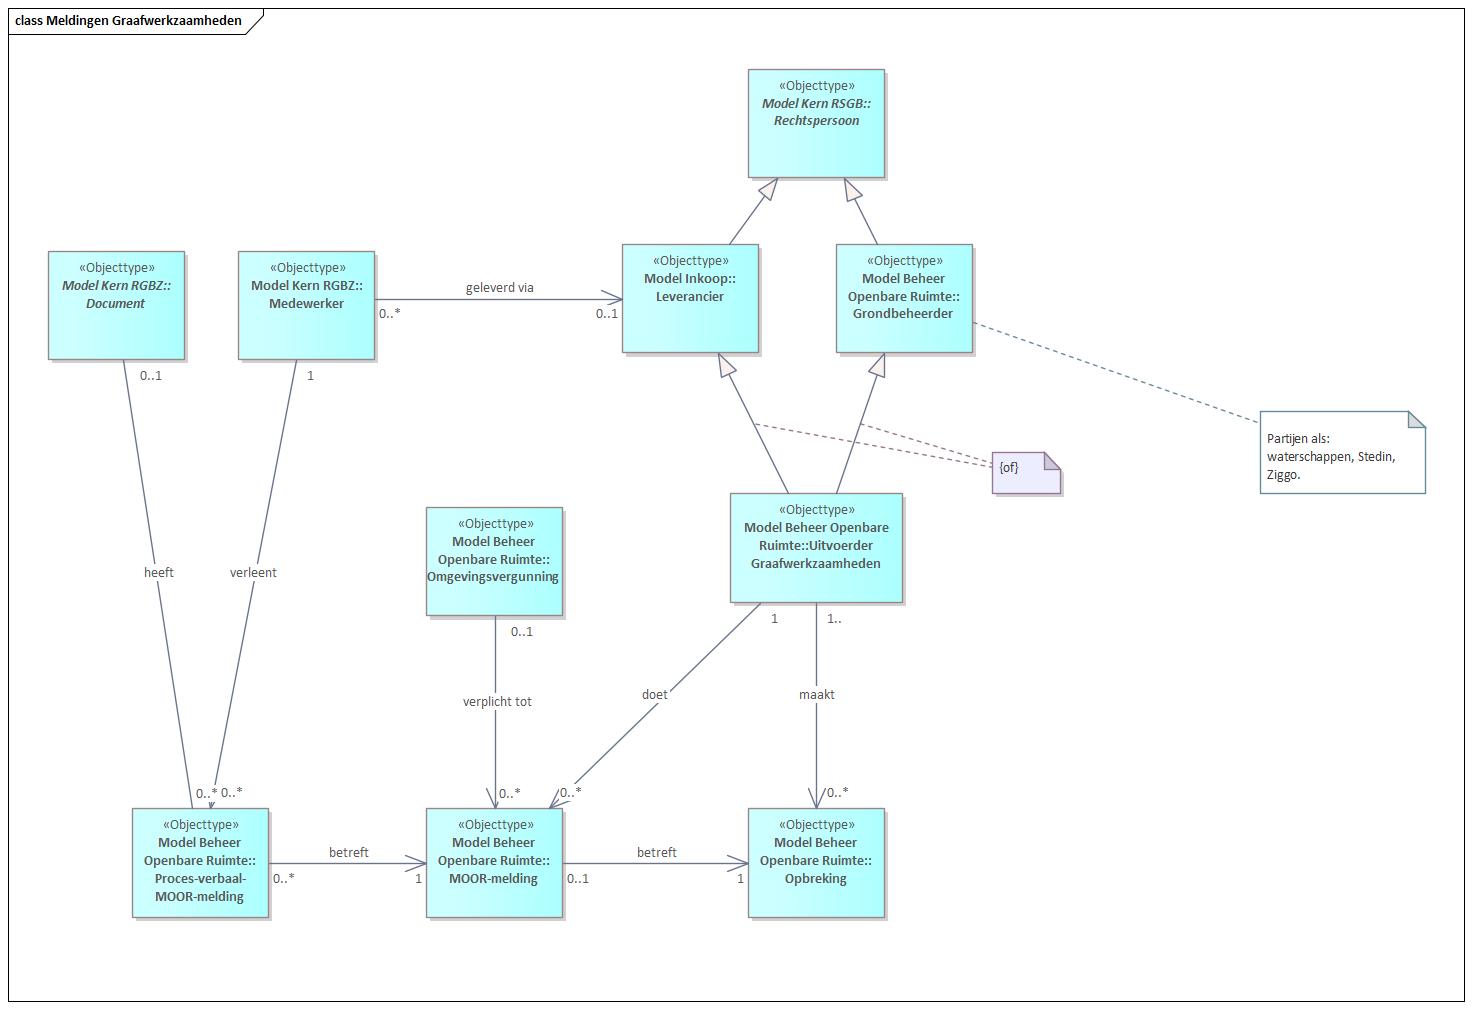 class Meldingen Graafwerkzaamheden
«Objecttype»
Model Kern RSGB::
Rechtspersoon
«Objecttype»
Model Kern RGBZ::
Document
«Objecttype»
Model Kern RGBZ::
Medewerker
«Objecttype»
Model Inkoop::
Leverancier
«Objecttype»
Model Beheer
Openbare Ruimte::
Grondbeheerder
geleverd via
0..*
0..1
0..1
1
Partijen als:
waterschappen, Stedin,
Ziggo.
{of}
«Objecttype»
Model Beheer Openbare
Ruimte::Uitvoerder
Graafwerkzaamheden
«Objecttype»
Model Beheer
Openbare Ruimte::
Omgevingsvergunning
heeft
verleent
0..1
1
1..
verplicht tot
doet
maakt
0..*
0..*
0..*
0..*
0..*
«Objecttype»
Model Beheer
Openbare Ruimte::
Proces-verbaal-
MOOR-melding
betreft
0..*
1
«Objecttype»
Model Beheer
Openbare Ruimte::
MOOR-melding
betreft
0..1
1
«Objecttype»
Model Beheer
Openbare Ruimte::
Opbreking